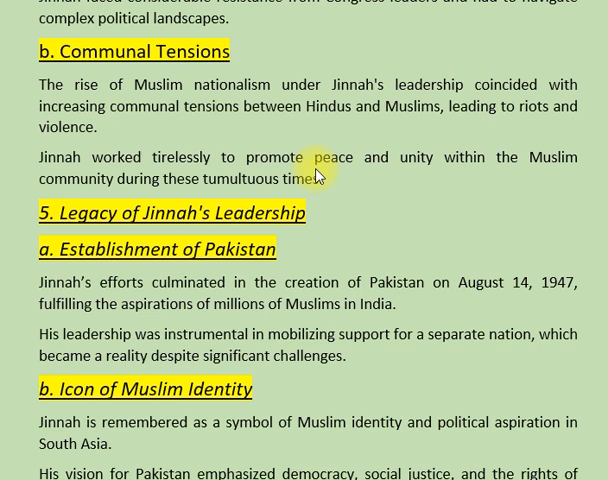 complex political landscapes.
b. Communal Tensions
The rise of Muslim nationalism under Jinnah's leadership coincided with
increasing communal tensions between Hindus and Muslims, leading to riots and
violence.
Jinnah worked tirelessly to promote peace and unity within the Muslim
community during these tumultuous times.
5. Legacy of Jinnah's Leadership
a. Establishment of Pakistan
Jinnah’s efforts culminated in the creation of Pakistan on August 14, 1947,
fulfilling the aspirations of millions of Muslims in India.
His leadership was instrumental in mobilizing support for a separate nation, which
became a reality despite significant challenges.
b. Icon of Muslim Identity
Jinnah is remembered as a symbol of Muslim identity and political aspiration in
South Asia.
His vision for Pakistan emphasized democracy, social justice, and the rights of